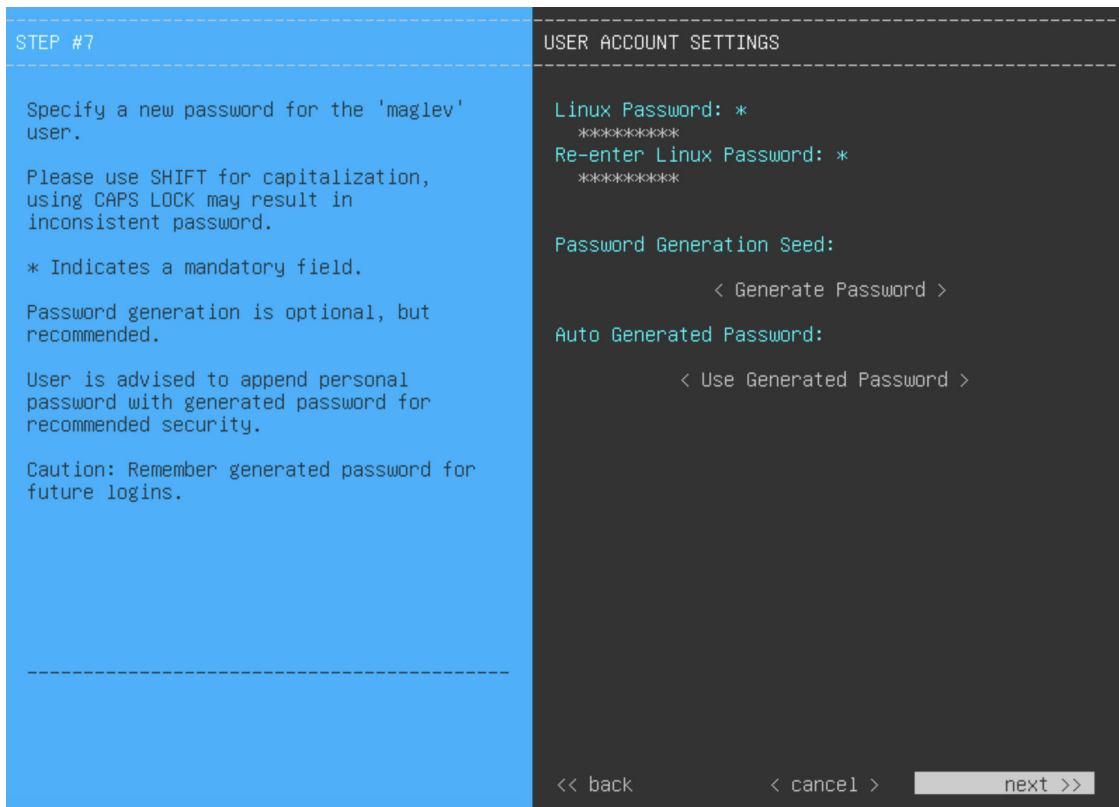 STEP #7
Specify a new password for the 'maglev'
user.
Please use SHIFT for capitalization,
using CAPS LOCK may result in
inconsistent password.
* Indicates a mandatory field.
Password generation is optional, but
recommended.
User is advised to append personal
password with generated password for
recommended security.
Caution: Remember generated password for
future logins.
USER ACCOUNT SETTINGS
Linux Password: *
*********
Re-enter Linux Password: *
*********
Password Generation Seed:
< Generate Password >
Auto Generated Password:
< Use Generated Password >
<< back < cancel > next >>